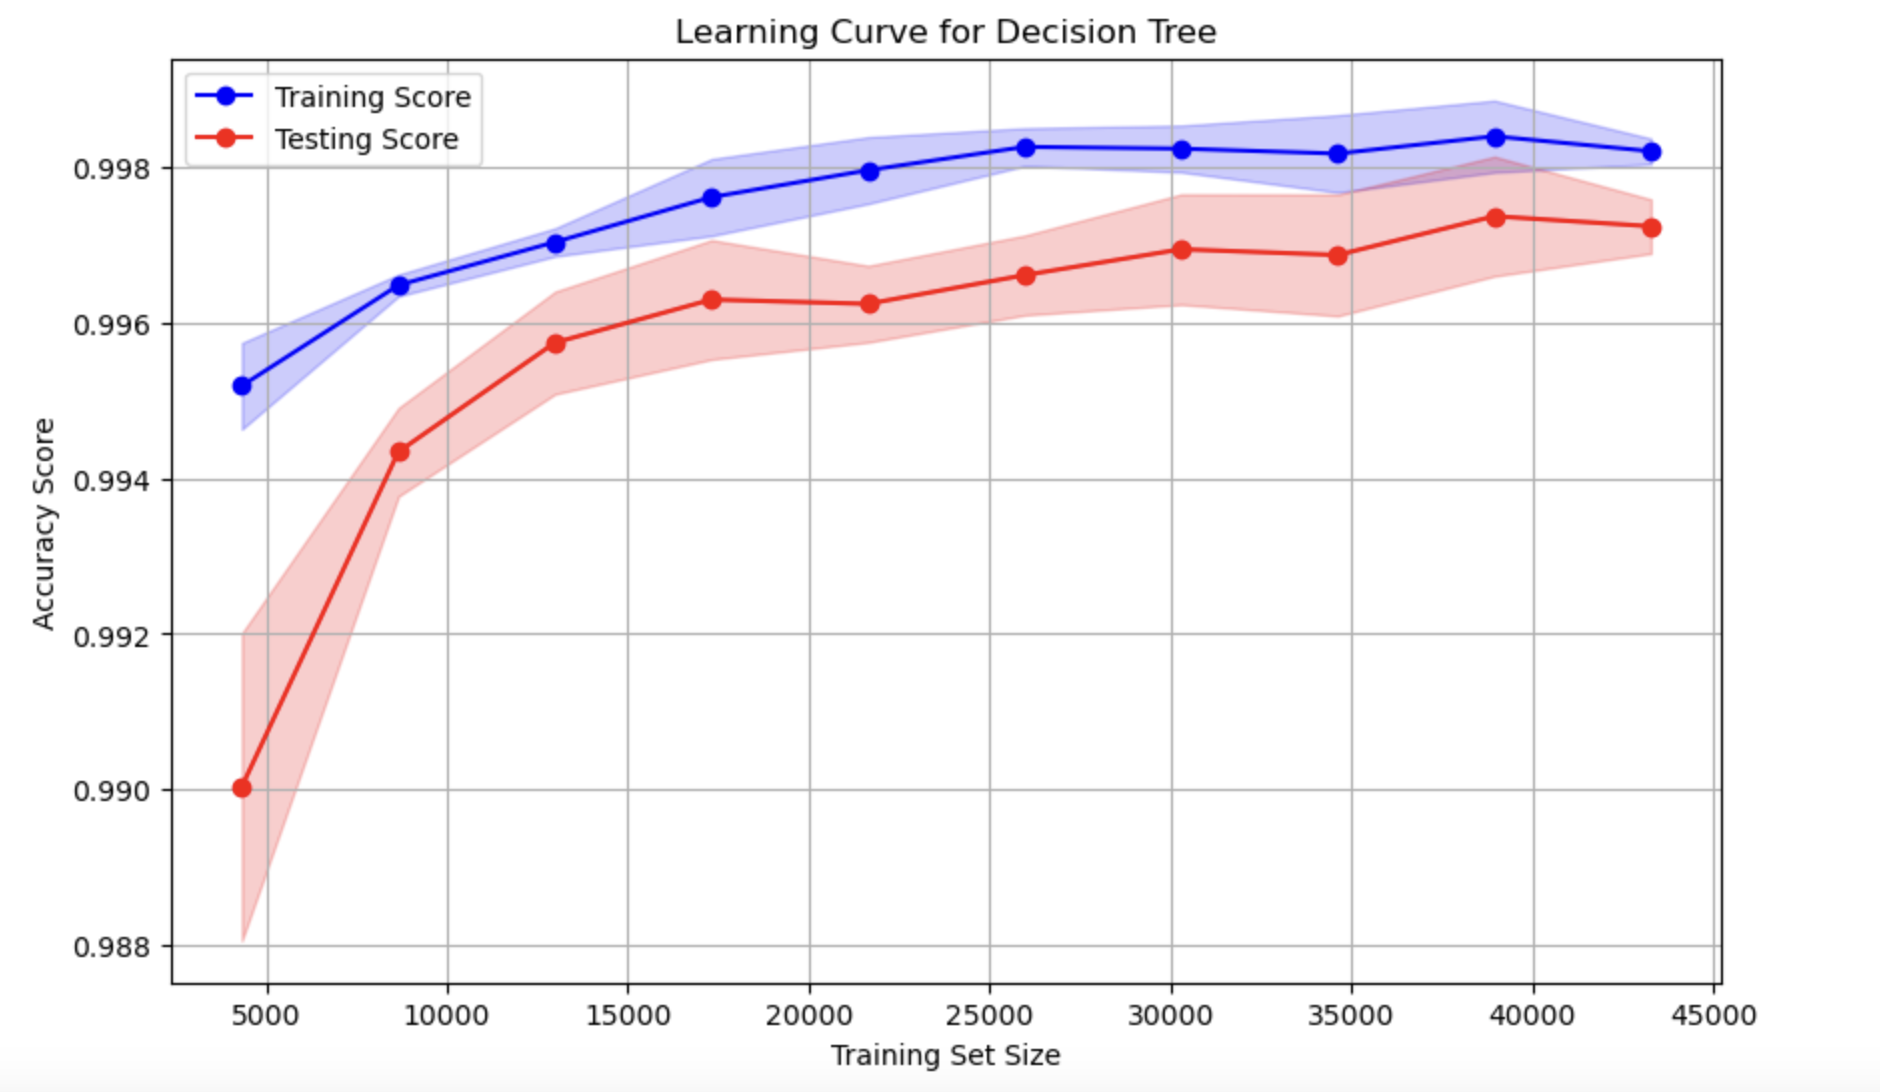 Learning Curve for Decision Tree
Training Score
Testing Score
0.998
0.996
0.994
0.992
0.990
0.988
Accuracy Score
5000 10000 15000 20000 25000 30000 35000 40000 45000
Training Set Size